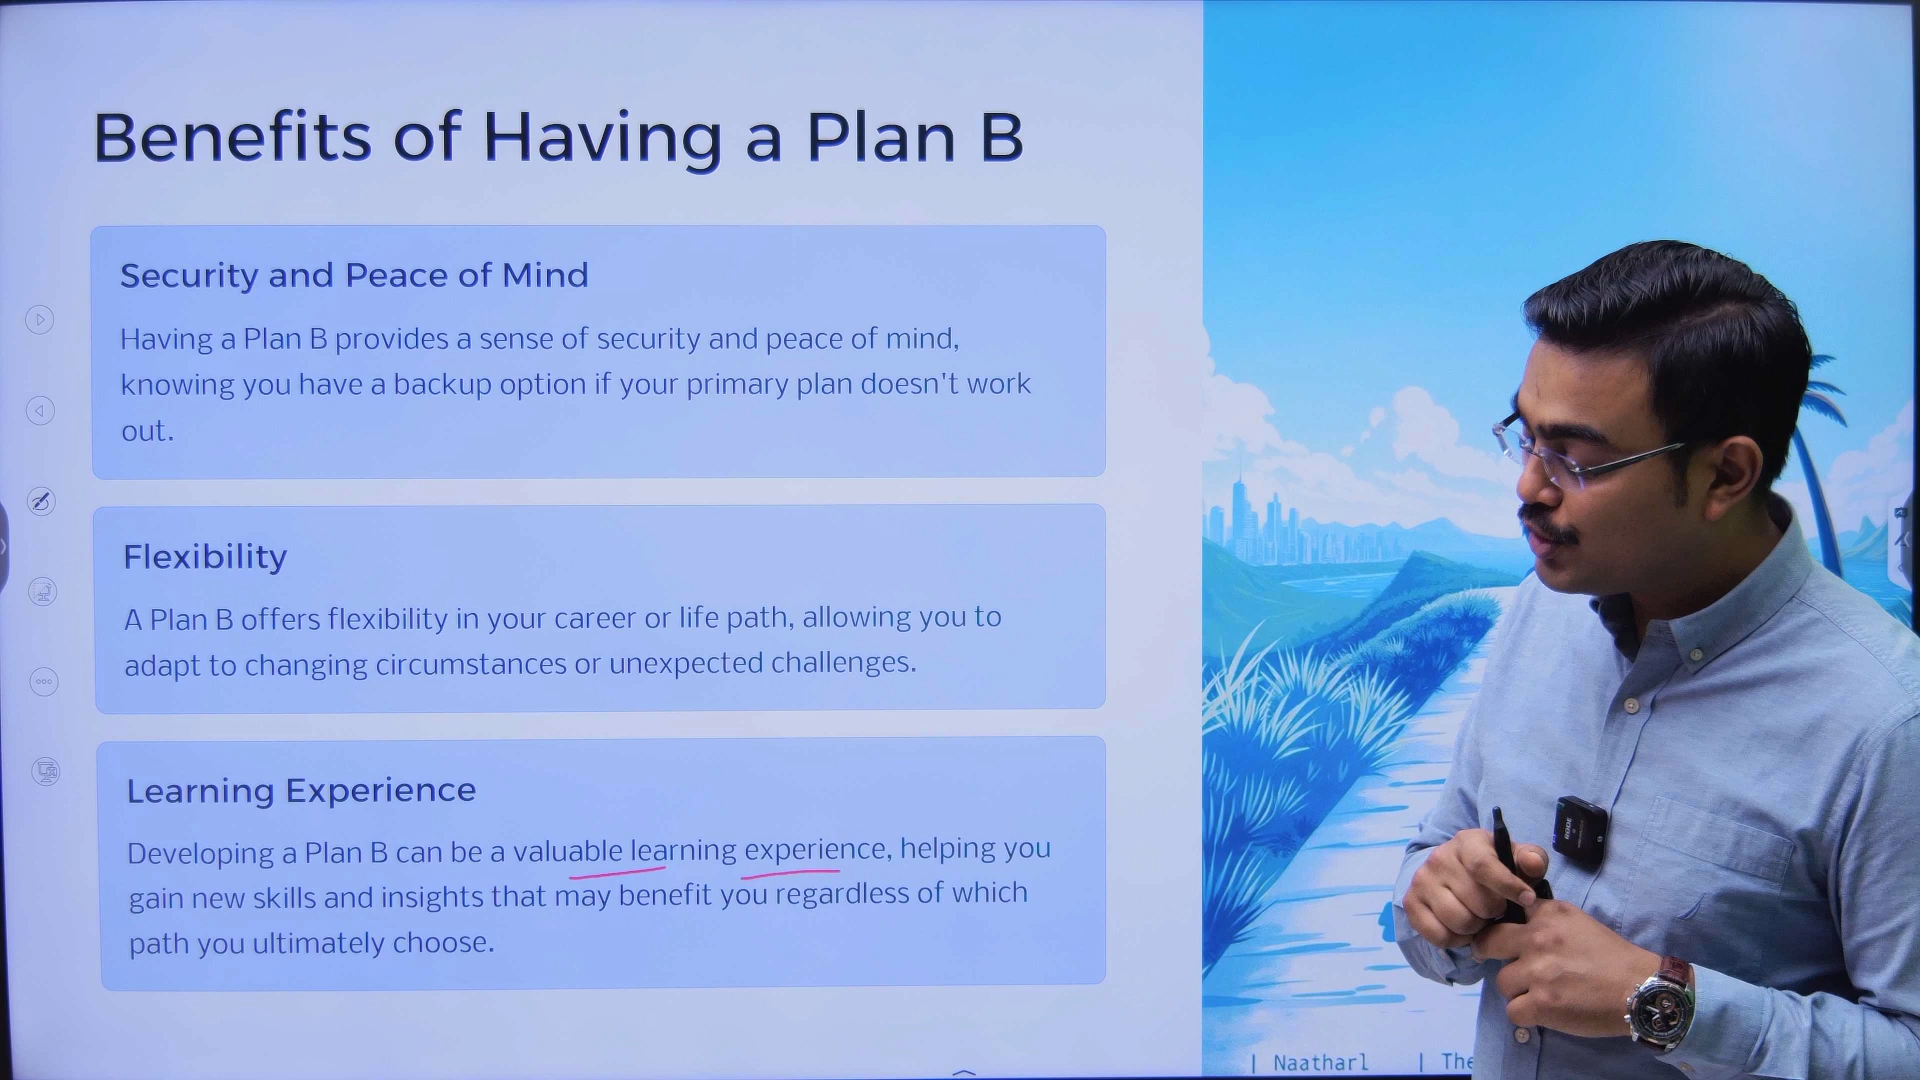 Benefits of Having a Plan B
Security and Peace of Mind
Having a Plan B provides a sense of security and peace of mind,
knowing you have a backup option if your primary plan doesn't work
out.
Flexibility
A Plan B offers flexibility in your career or life path, allowing you to
adapt to changing circumstances or unexpected challenges.
Learning Experience
Developing a Plan B can be a valuable learning experience, helping you
gain new skills and insights that may benefit you regardless of which
path you ultimately choose.
RODE
| Naatharl | The